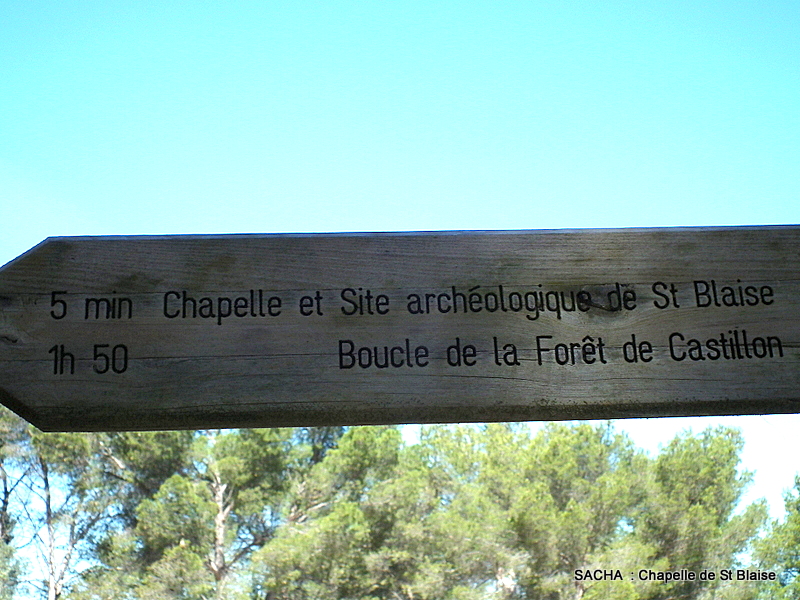 5 min Chapelle et Site archéologique de St Blaise
1h 50 Boucle de la Forêt de Castillon
SACHA : Chapelle de St Blaise